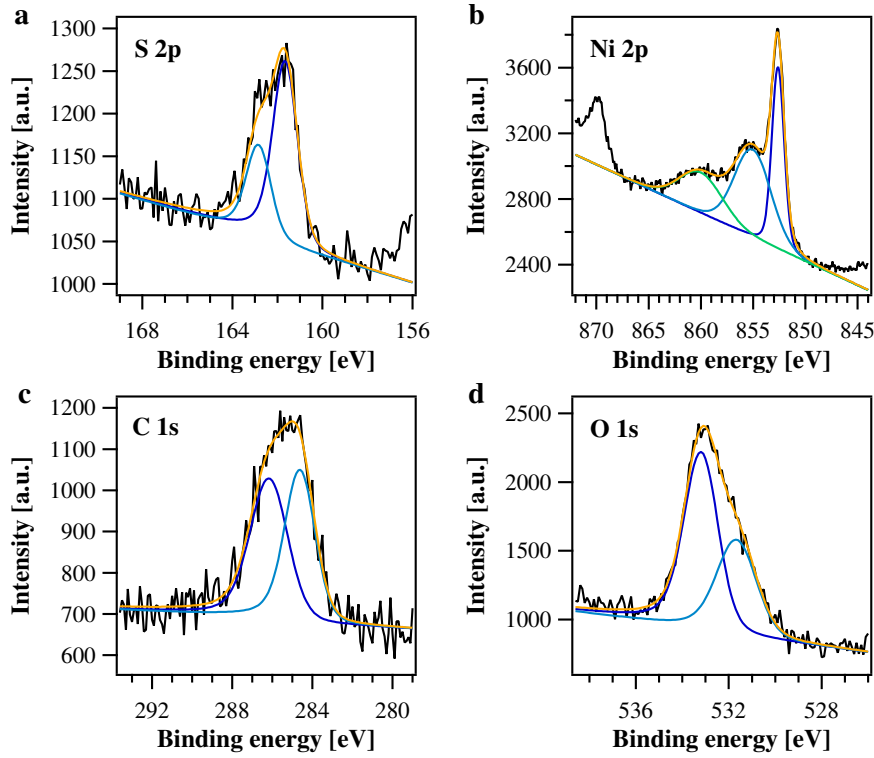 a
S 2p
1300
1250
1200
1150
1100
1050
1000
Intensity [a.u.]
168 164 160 156
Binding energy [eV]
b
Ni 2p
3600
3200
2800
2400
Intensity [a.u.]
870 865 860 855 850 845
Binding energy [eV]
c
C 1s
1200
1100
1000
900
800
700
600
Intensity [a.u.]
292 288 284 280
Binding energy [eV]
d
O 1s
2500
2000
1500
1000
Intensity [a.u.]
536 532 528
Binding energy [eV]